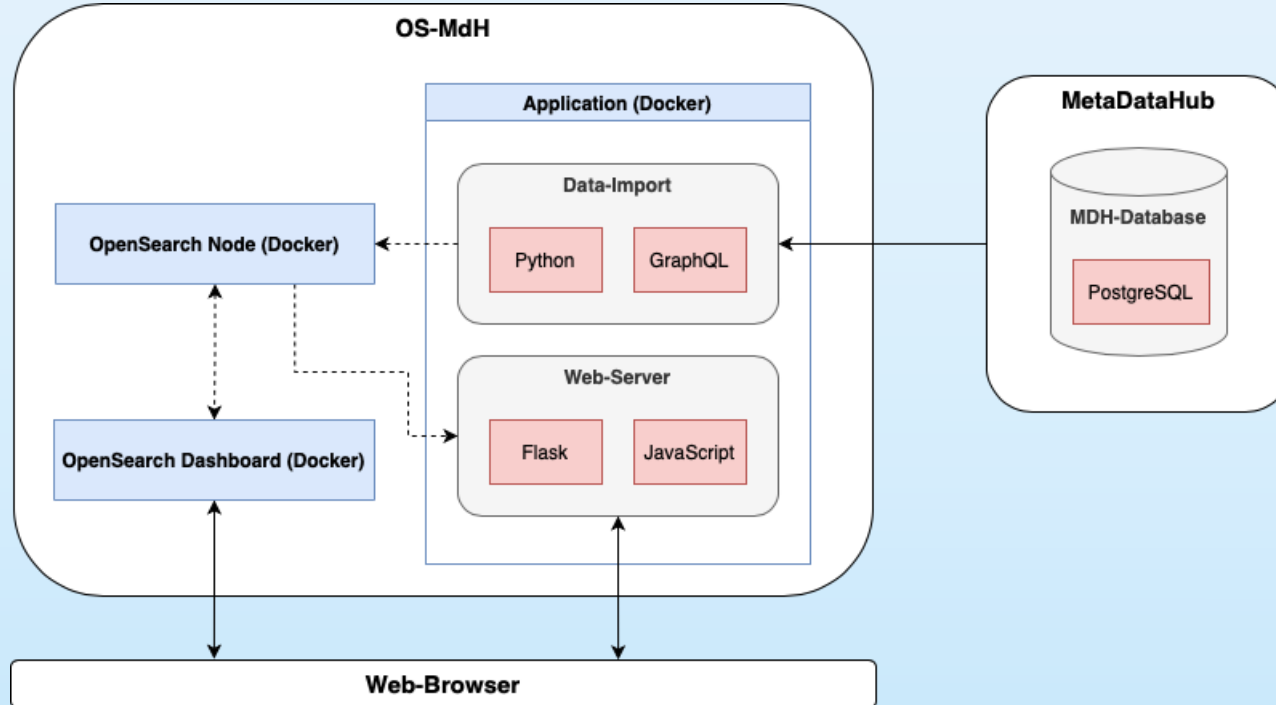 OS-MdH
Application (Docker)
MetaDataHub
Data-Import
MDH-Database
OpenSearch Node (Docker)
Python
GraphQL
PostgreSQL
Web-Server
Flask
JavaScript
OpenSearch Dashboard (Docker)
Web-Browser